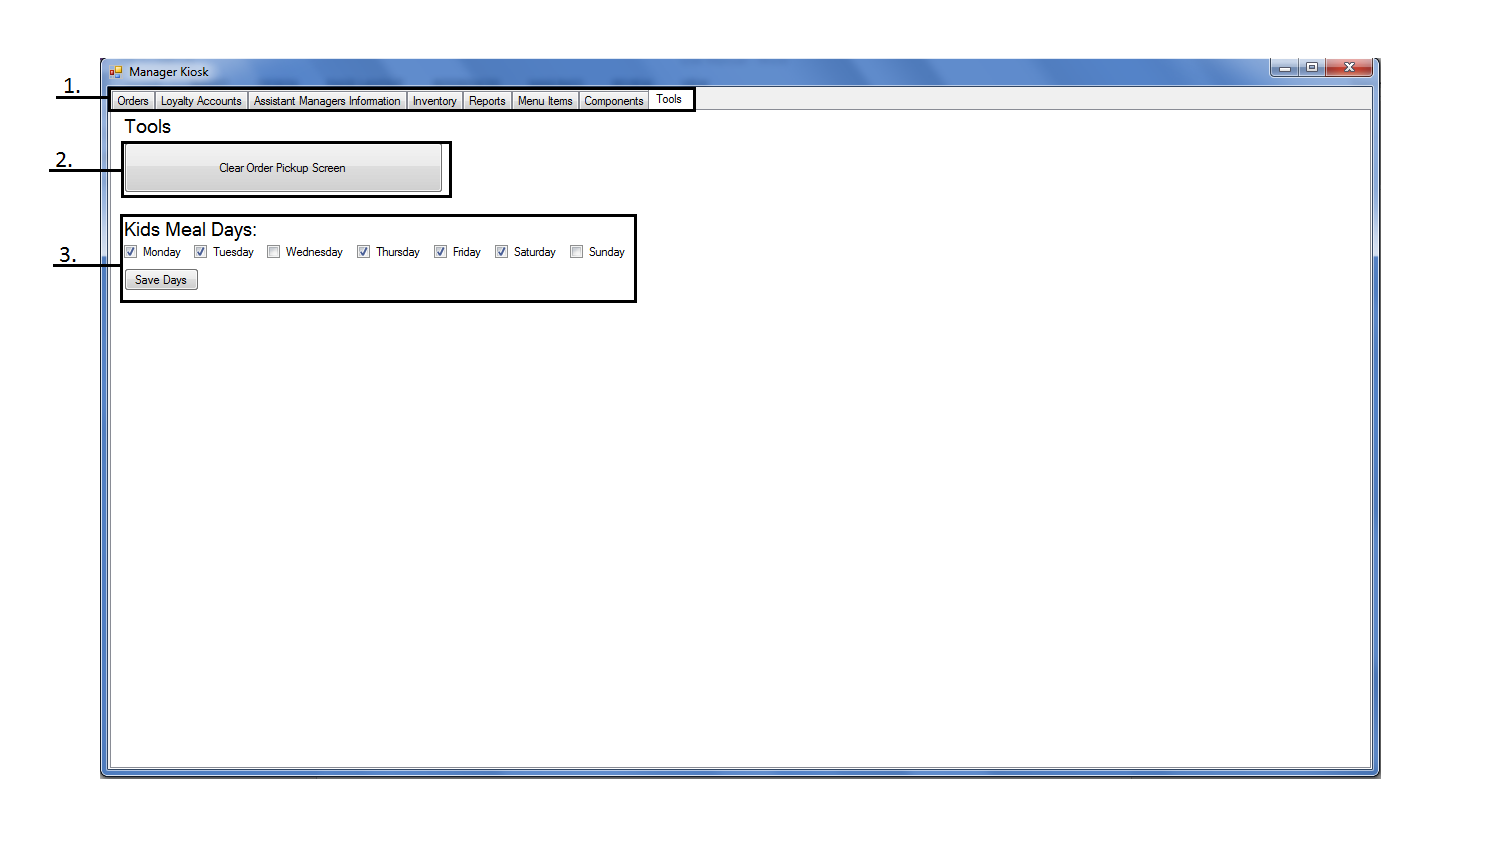 Manager Kiosk
1.
Orders Loyalty Accounts Assistant Managers Information Inventory Reports Menu Items Components Tools
Tools
2.
Clear Order Pickup Screen
Kids Meal Days:
3.
Monday Tuesday Wednesday Thursday Friday Saturday Sunday
Save Days